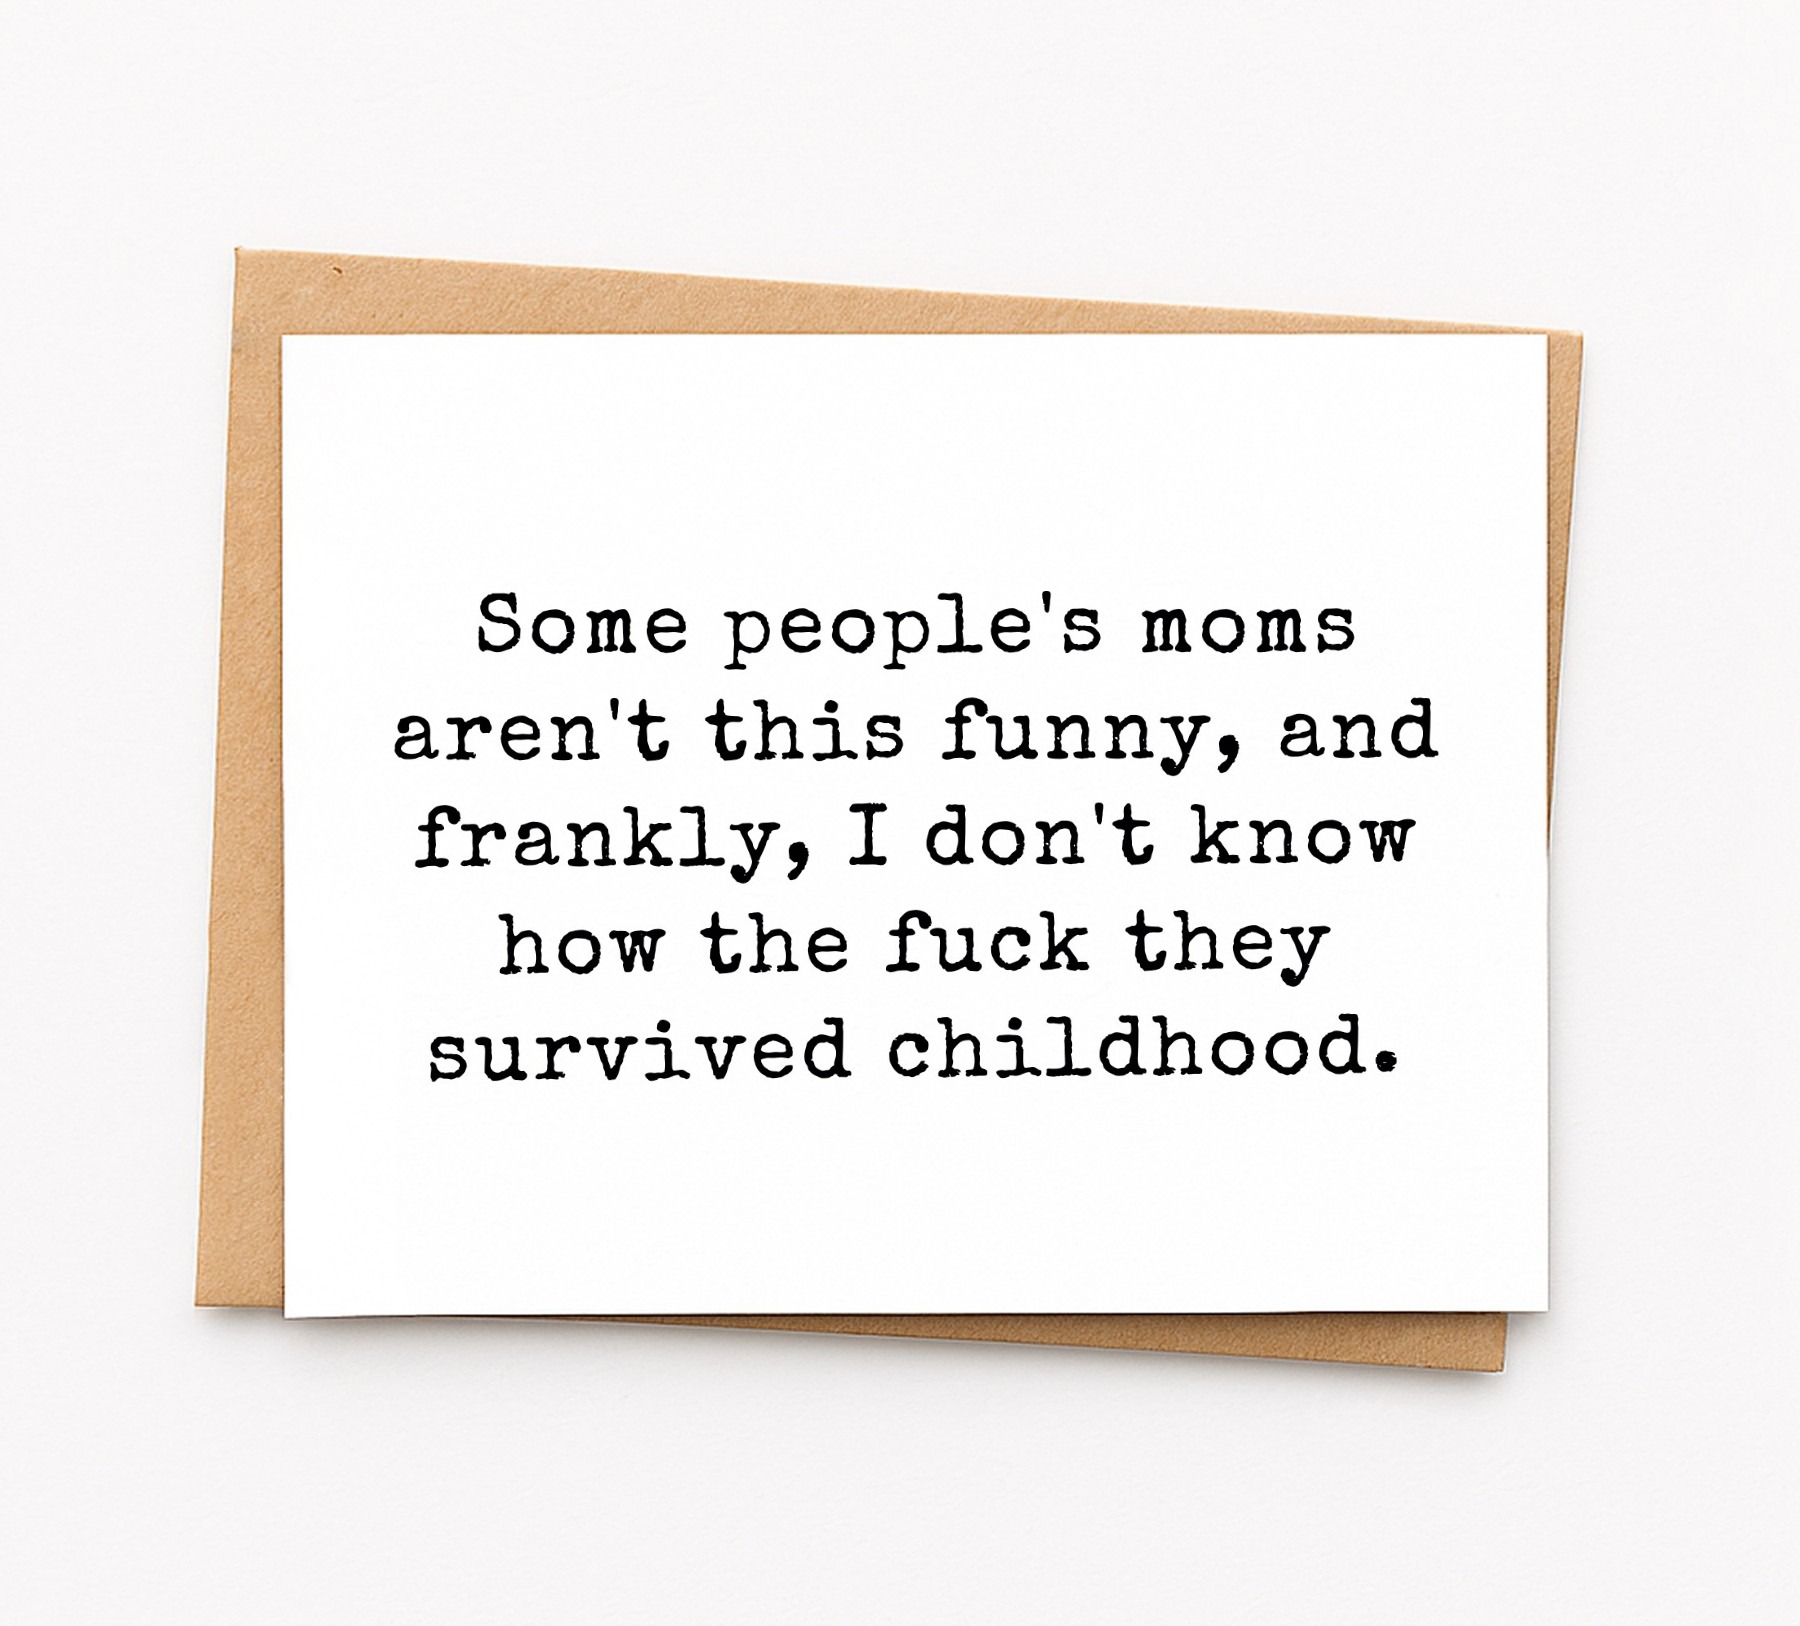 Some people's moms
aren't this funny, and
frankly, I don't know
how the fuck they
survived childhood.